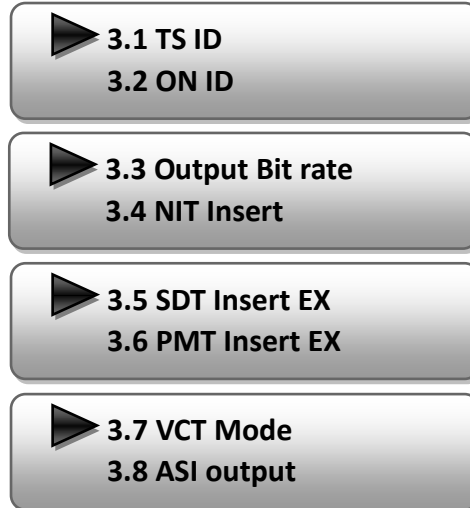 3.1 TS ID
3.2 ON ID
3.3 Output Bit rate
3.4 NIT Insert
3.5 SDT Insert EX
3.6 PMT Insert EX
3.7 VCT Mode
3.8 ASI output